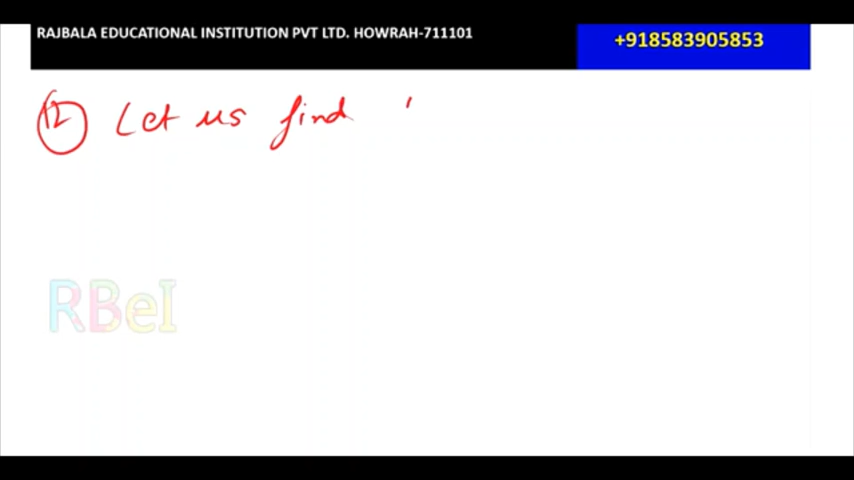 RAJBALA EDUCATIONAL INSTITUTION PVT LTD. HOWRAH-711101
+918583905853
12 Let us find
RBeI